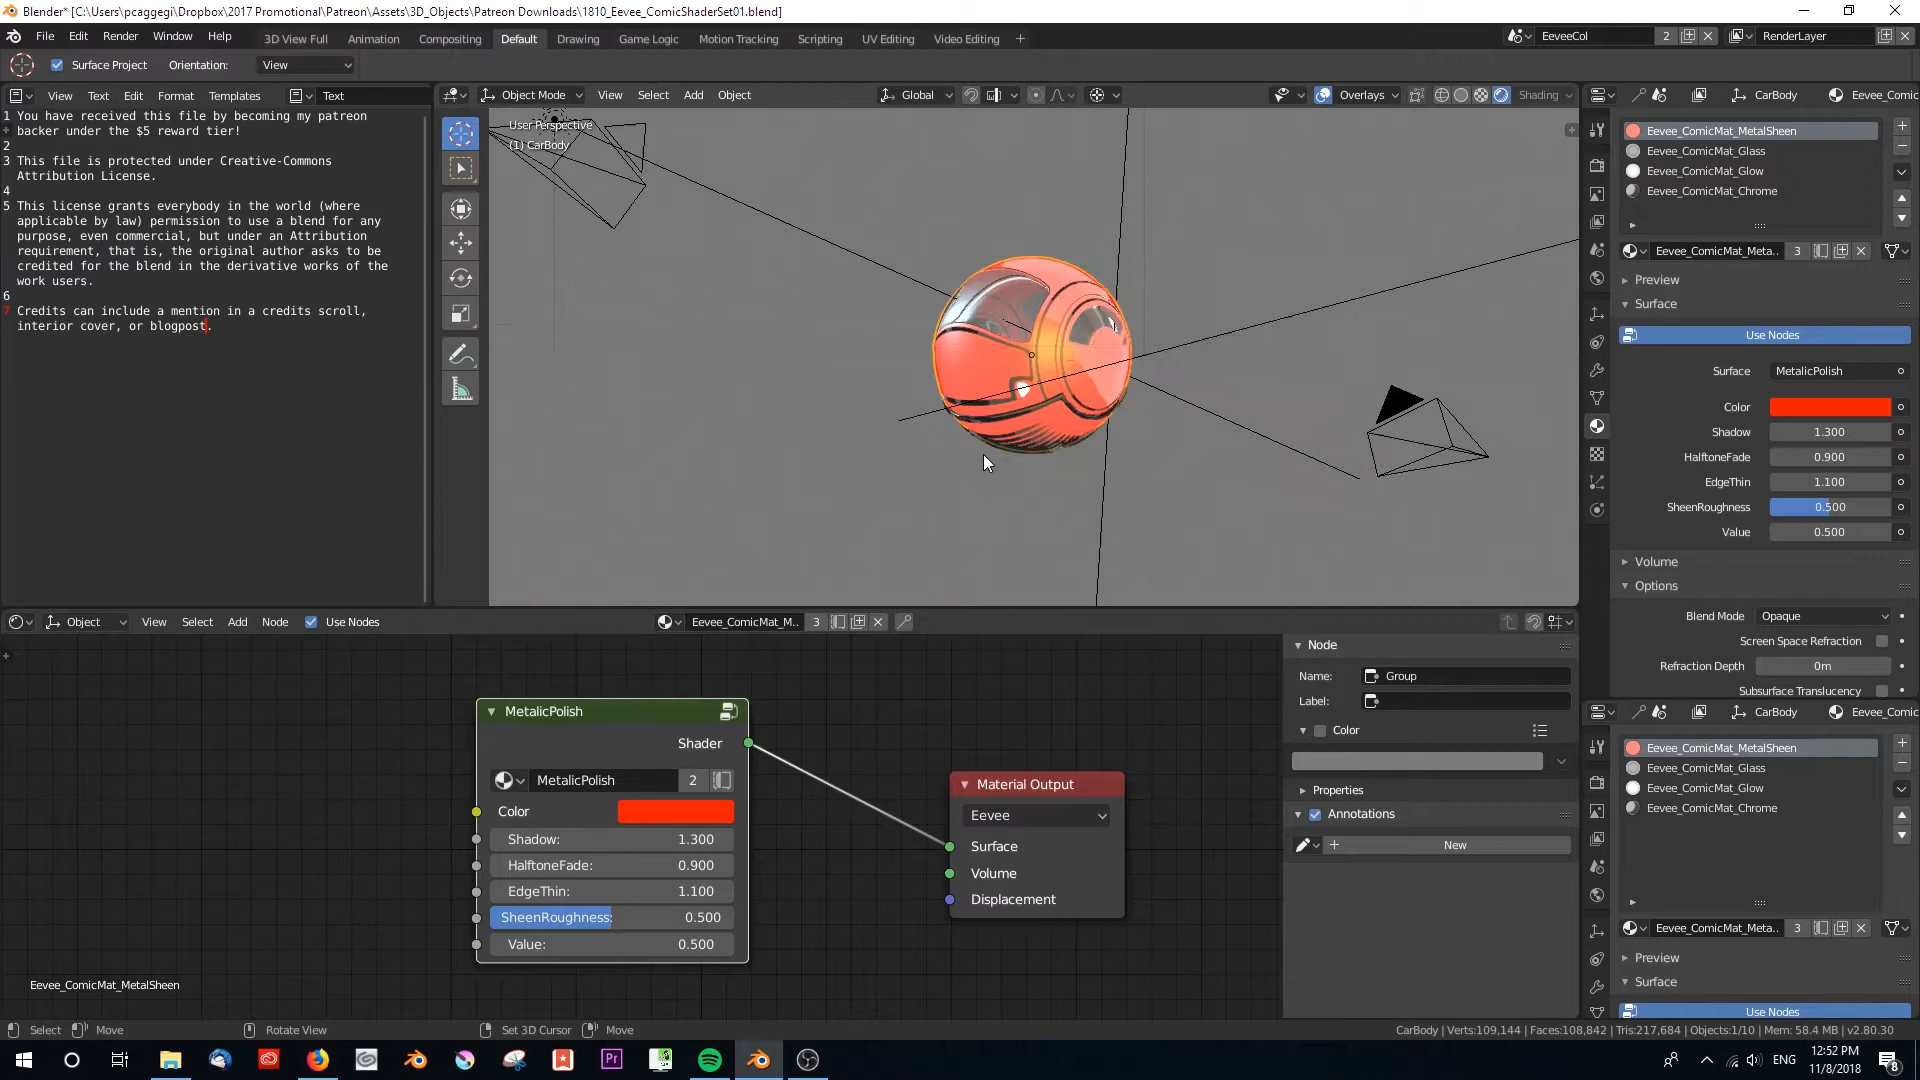 Blender* [C:\Users\pcaggegi\Dropbox\2017 Promotional\Patreon\Assets\3D_Objects\Patreon Downloads\1810_Eevee_ComicShaderSet01.blend]
File Edit Render Window Help 3D View Full Animation Compositing Default Drawing Game Logic Motion Tracking Scripting UV Editing Video Editing + EeveeCol 2 RenderLayer
Surface Project Orientation: View
View Text Edit Format Templates Text
1 You have received this file by becoming my patreon
backer under the $5 reward tier!
2
3 This file is protected under Creative-Commons
Attribution License.
4
5 This license grants everybody in the world (where
applicable by law) permission to use a blend for any
purpose, even commercial, but under an Attribution
requirement, that is, the original author asks to be
credited for the blend in the derivative works of the
work users.
6
7 Credits can include a mention in a credits scroll,
interior cover, or blogpost.
Object Mode View Select Add Object Global Overlays Shading
User Perspective
(1) CarBody
CarBody Eevee_Comic
Eevee_ComicMat_MetalSheen
Eevee_ComicMat_Glass
Eevee_ComicMat_Glow
Eevee_ComicMat_Chrome
Eevee_ComicMat_Meta.. 3
Preview
Surface
Use Nodes
Surface MetalicPolish
Color
Shadow 1.300
HalftoneFade 0.900
EdgeThin 1.100
SheenRoughness 0.500
Value 0.500
Volume
Options
Blend Mode Opaque
Screen Space Refraction
Refraction Depth 0m
Subsurface Translucency
Object View Select Add Node Use Nodes Eevee_ComicMat_M.. 3
MetalicPolish
Shader
MetalicPolish 2
Color
Shadow: 1.300
HalftoneFade: 0.900
EdgeThin: 1.100
SheenRoughness: 0.500
Value: 0.500
Material Output
Eevee
Surface
Volume
Displacement
Eevee_ComicMat_MetalSheen
Node
Name: Group
Label:
Color
Properties
Annotations
+ New
CarBody Eevee_Comic
Eevee_ComicMat_MetalSheen
Eevee_ComicMat_Glass
Eevee_ComicMat_Glow
Eevee_ComicMat_Chrome
Eevee_ComicMat_Meta.. 3
Preview
Surface
Use Nodes
Select Move Rotate View Set 3D Cursor Move CarBody | Verts:109,144 | Faces:108,842 | Tris:217,684 | Objects:1/10 | Mem: 58.4 MB | v2.80.30
Pr ENG 12:52 PM
11/8/2018 8